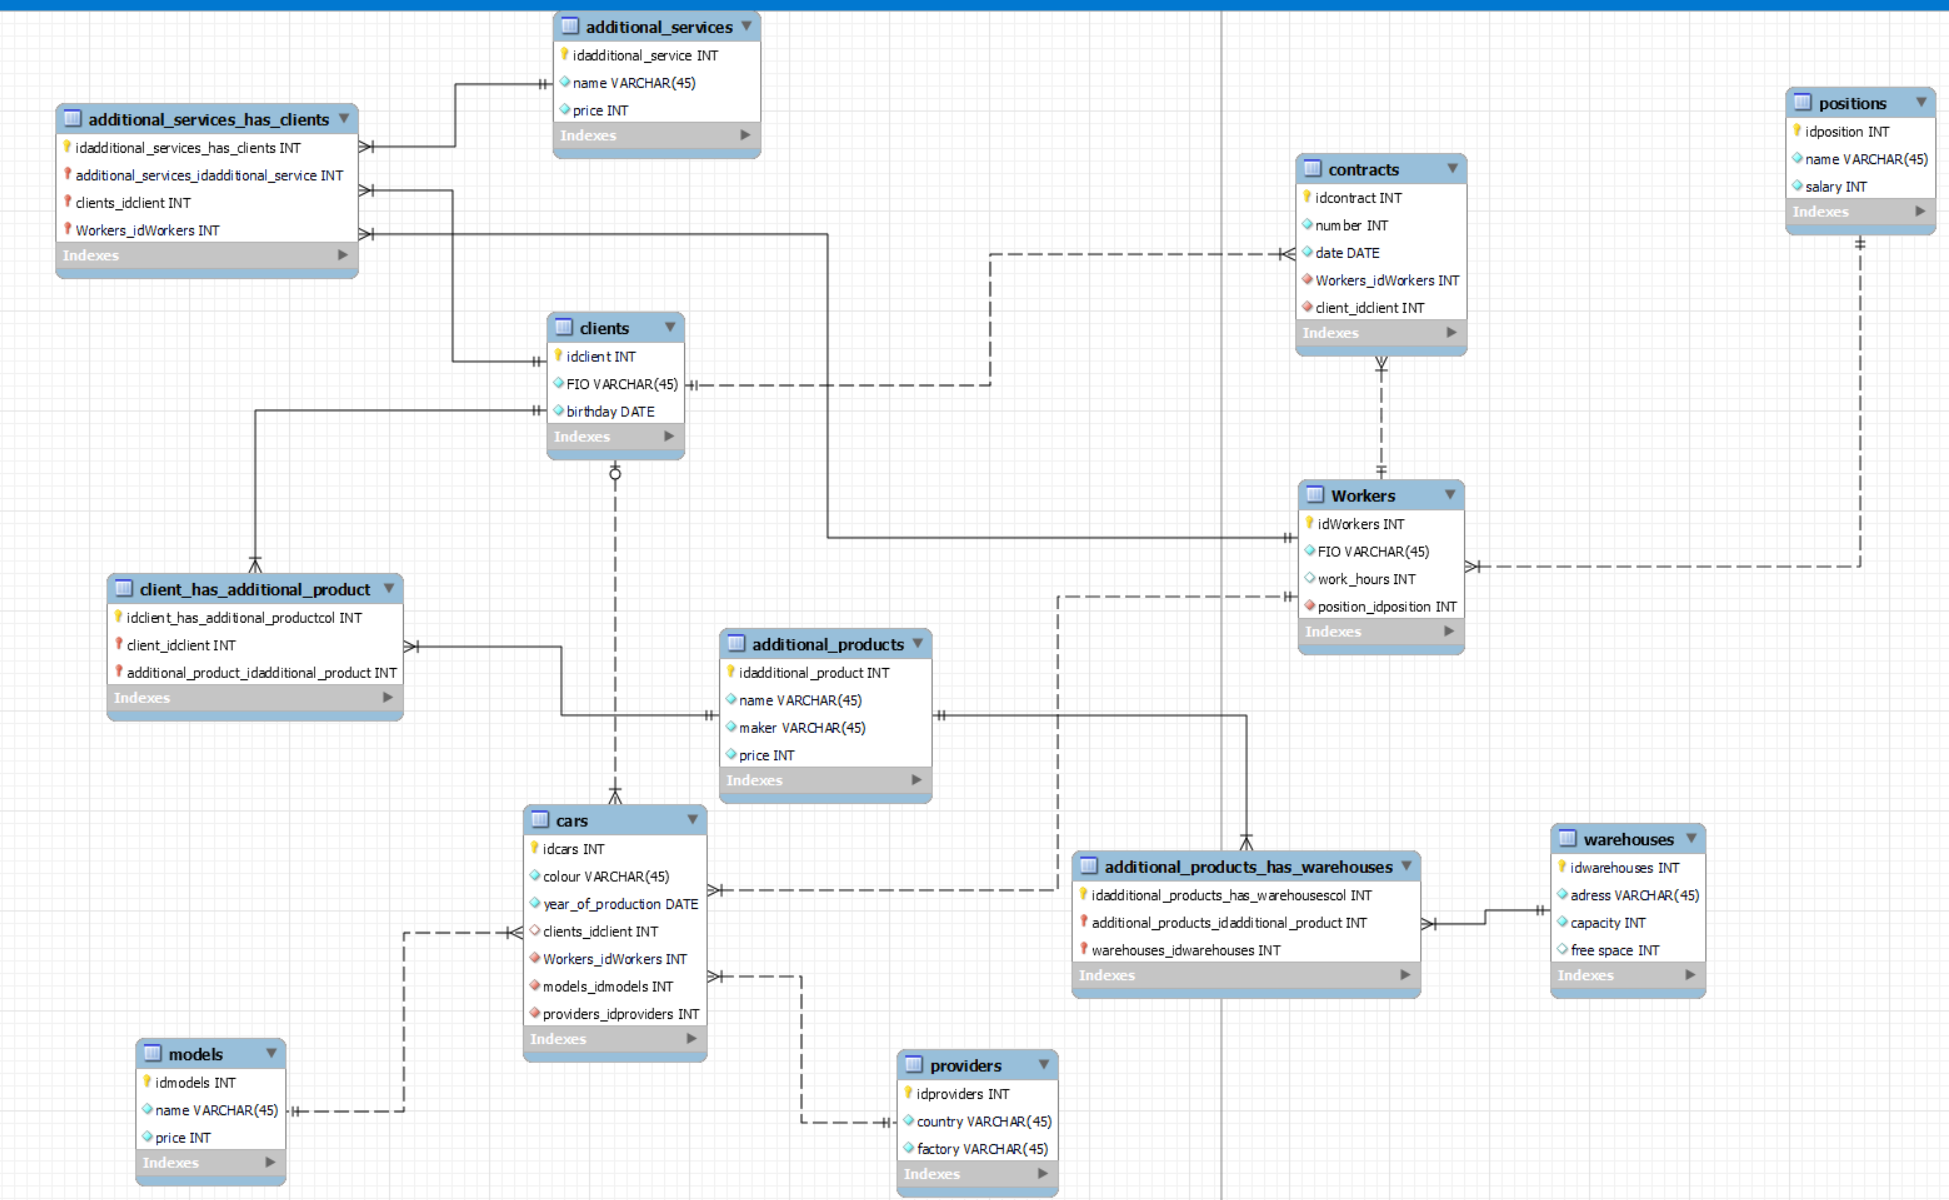 additional_services
idadditional_service INT
name VARCHAR(45)
price INT
Indexes
additional_services_has_clients
idadditional_services_has_clients INT
additional_services_idadditional_service INT
clients_idclient INT
Workers_idWorkers INT
Indexes
positions
idposition INT
name VARCHAR(45)
salary INT
Indexes
contracts
idcontract INT
number INT
date DATE
Workers_idWorkers INT
client_idclient INT
Indexes
clients
idclient INT
FIO VARCHAR(45)
birthday DATE
Indexes
Workers
idWorkers INT
FIO VARCHAR(45)
work_hours INT
position_idposition INT
Indexes
client_has_additional_product
idclient_has_additional_productcol INT
client_idclient INT
additional_product_idadditional_product INT
Indexes
additional_products
idadditional_product INT
name VARCHAR(45)
maker VARCHAR(45)
price INT
Indexes
cars
idcars INT
colour VARCHAR(45)
year_of_production DATE
clients_idclient INT
Workers_idWorkers INT
models_idmodels INT
providers_idproviders INT
Indexes
additional_products_has_warehouses
idadditional_products_has_warehousescol INT
additional_products_idadditional_product INT
warehouses_idwarehouses INT
Indexes
warehouses
idwarehouses INT
adress VARCHAR(45)
capacity INT
free space INT
Indexes
models
idmodels INT
name VARCHAR(45)
price INT
Indexes
providers
idproviders INT
country VARCHAR(45)
factory VARCHAR(45)
Indexes